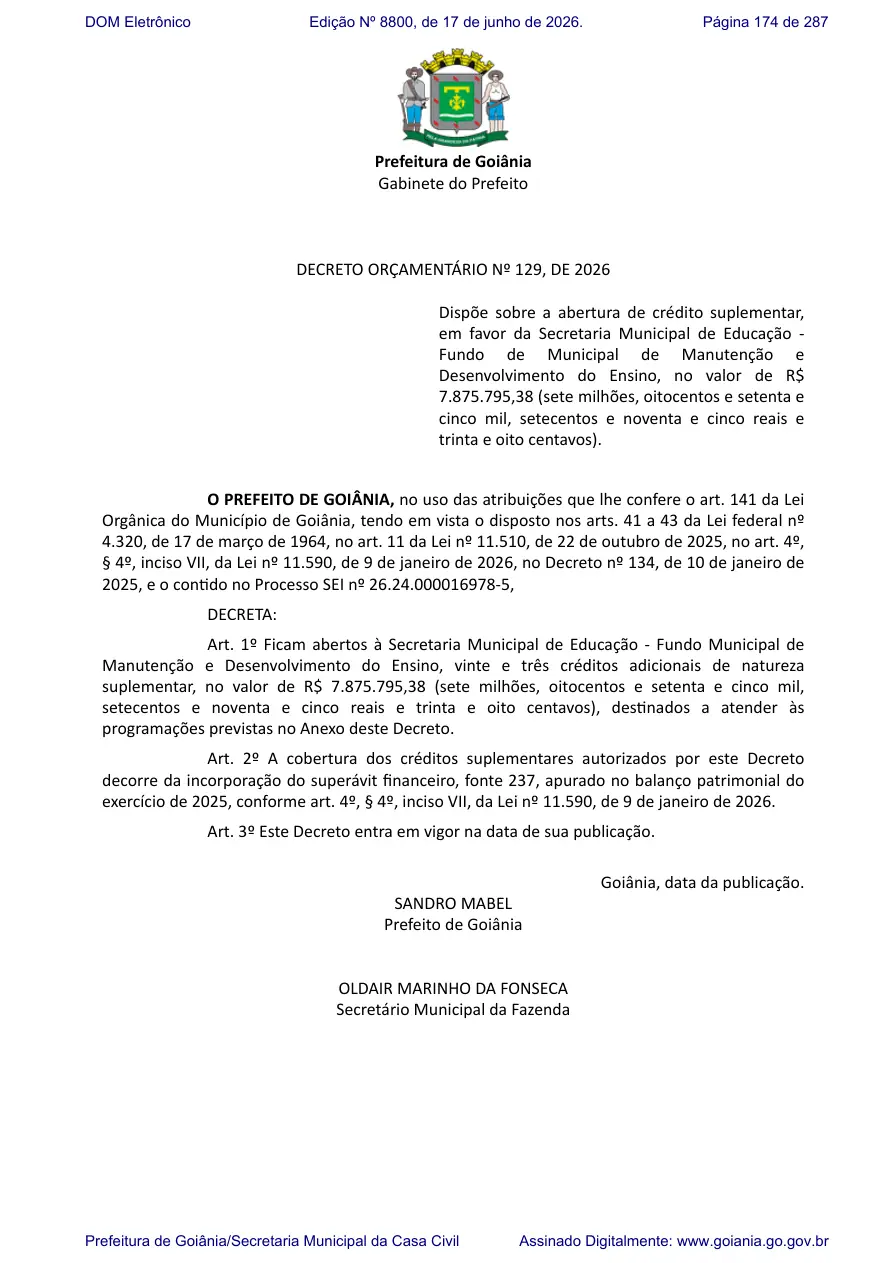 DOM Eletrônico Edição Nº 8800, de 17 de junho de 2026. Página 174 de 287
Prefeitura de Goiânia
Gabinete do Prefeito
DECRETO ORÇAMENTÁRIO Nº 129, DE 2026
Dispõe sobre a abertura de crédito suplementar,
em favor da Secretaria Municipal de Educação -
Fundo de Municipal de Manutenção e
Desenvolvimento do Ensino, no valor de R$
7.875.795,38 (sete milhões, oitocentos e setenta e
cinco mil, setecentos e noventa e cinco reais e
trinta e oito centavos).
O PREFEITO DE GOIÂNIA, no uso das atribuições que lhe confere o art. 141 da Lei
Orgânica do Município de Goiânia, tendo em vista o disposto nos arts. 41 a 43 da Lei federal nº
4.320, de 17 de março de 1964, no art. 11 da Lei nº 11.510, de 22 de outubro de 2025, no art. 4º,
§ 4º, inciso VII, da Lei nº 11.590, de 9 de janeiro de 2026, no Decreto nº 134, de 10 de janeiro de
2025, e o contido no Processo SEI nº 26.24.000016978-5,
DECRETA:
Art. 1º Ficam abertos à Secretaria Municipal de Educação - Fundo Municipal de
Manutenção e Desenvolvimento do Ensino, vinte e três créditos adicionais de natureza
suplementar, no valor de R$ 7.875.795,38 (sete milhões, oitocentos e setenta e cinco mil,
setecentos e noventa e cinco reais e trinta e oito centavos), destinados a atender às
programações previstas no Anexo deste Decreto.
Art. 2º A cobertura dos créditos suplementares autorizados por este Decreto
decorre da incorporação do superávit financeiro, fonte 237, apurado no balanço patrimonial do
exercício de 2025, conforme art. 4º, § 4º, inciso VII, da Lei nº 11.590, de 9 de janeiro de 2026.
Art. 3º Este Decreto entra em vigor na data de sua publicação.
Goiânia, data da publicação.
SANDRO MABEL
Prefeito de Goiânia
OLDAIR MARINHO DA FONSECA
Secretário Municipal da Fazenda
Prefeitura de Goiânia/Secretaria Municipal da Casa Civil Assinado Digitalmente: www.goiania.go.gov.br